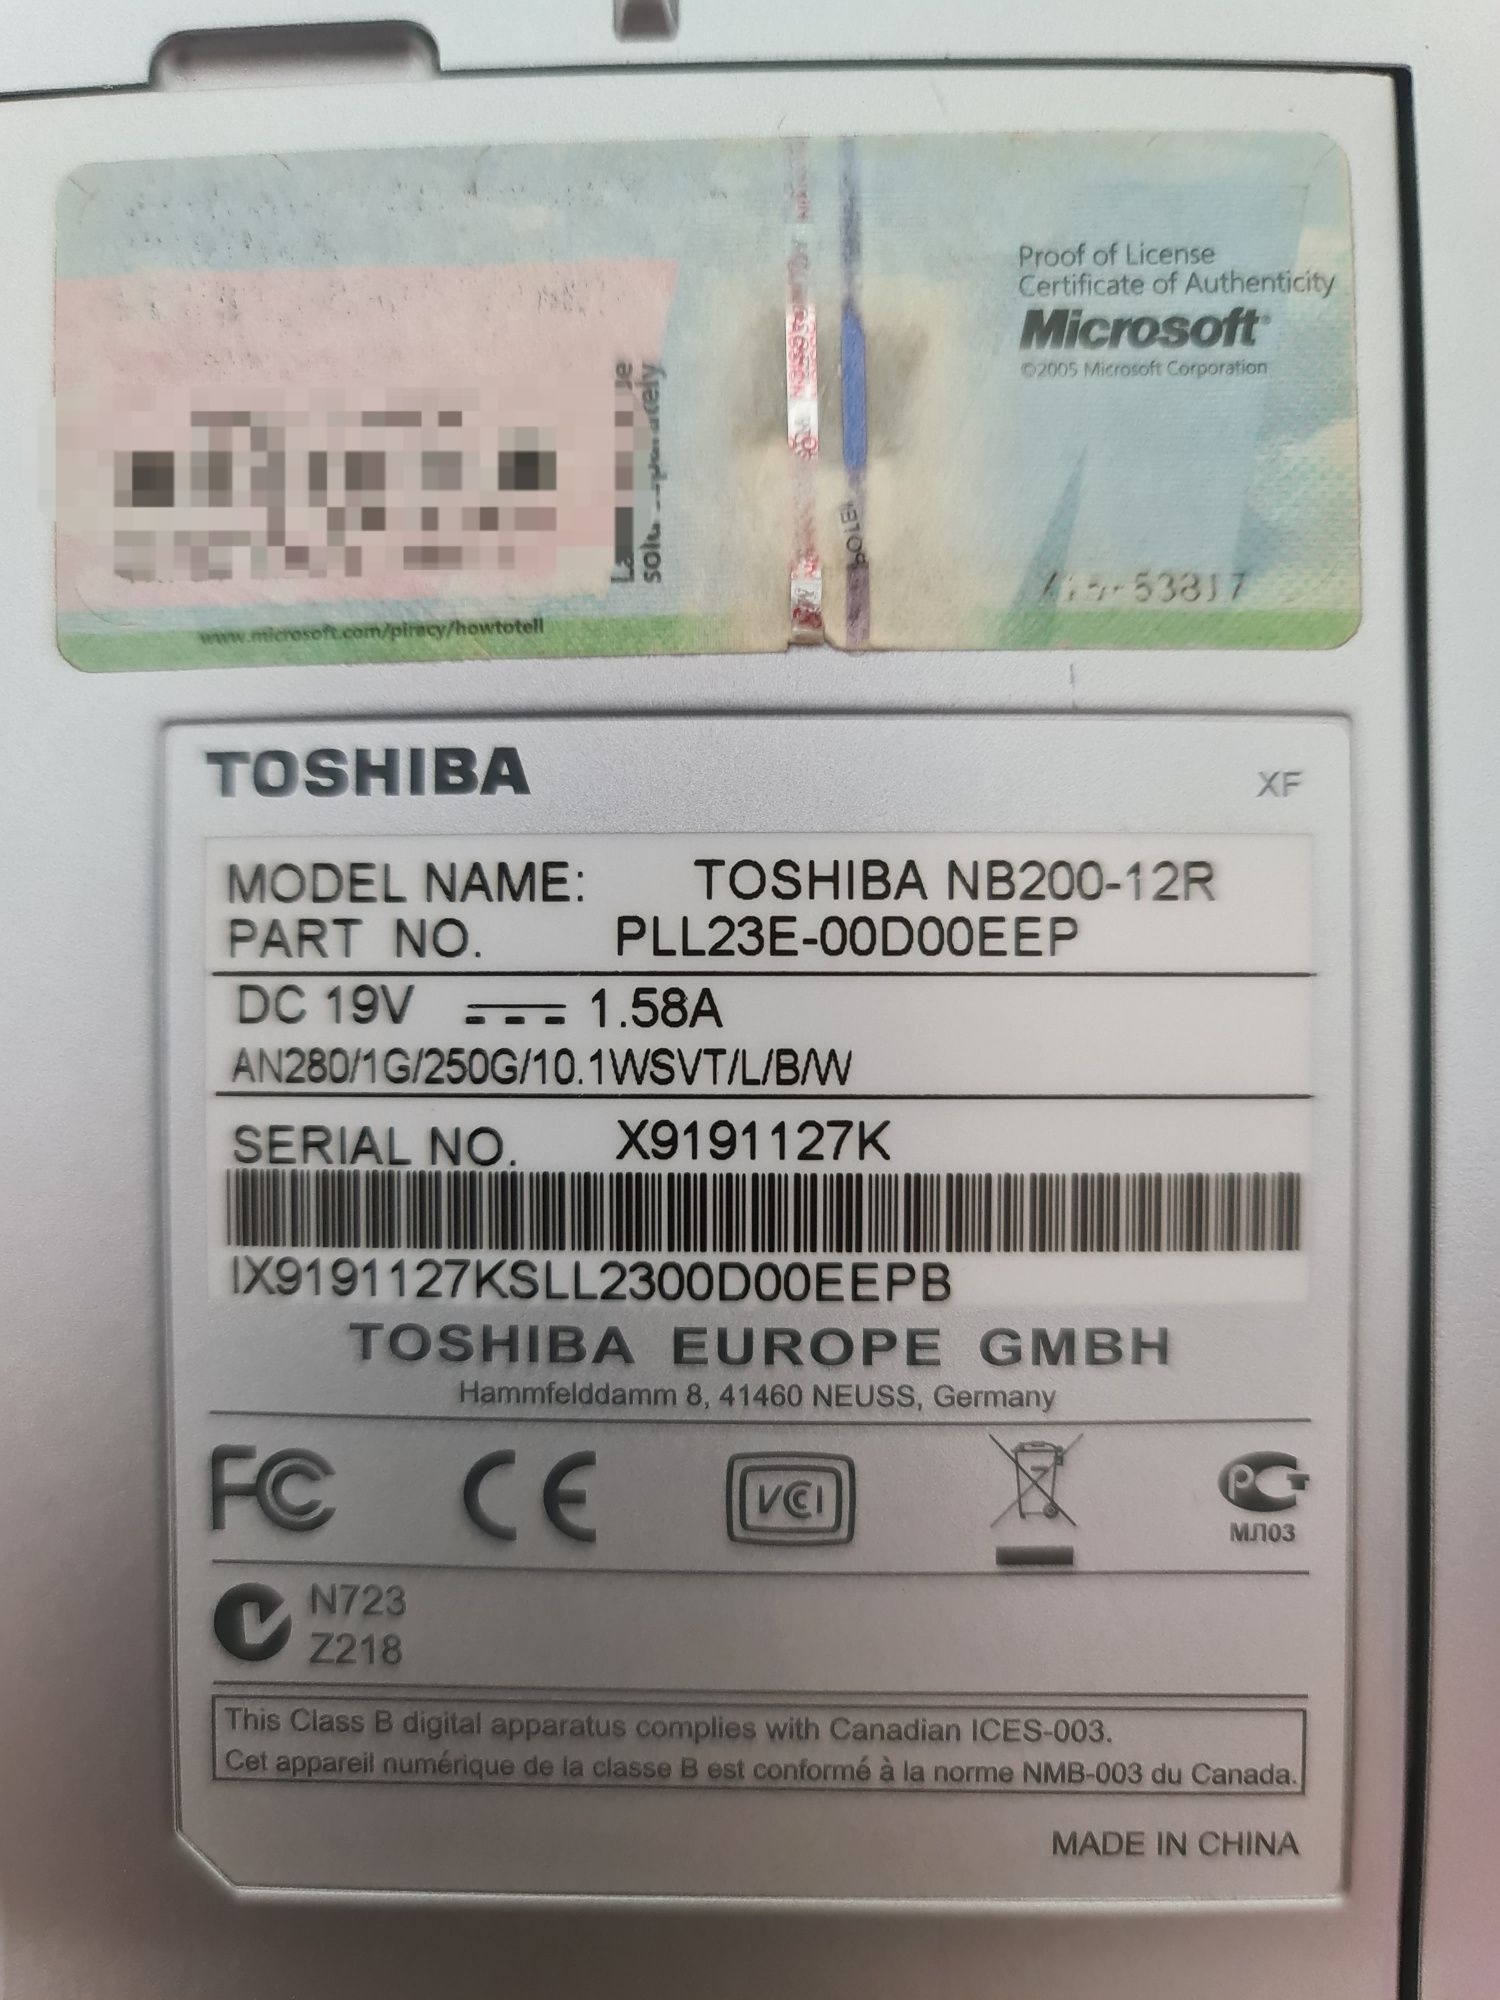 Proof of License
Certificate of Authenticity
Microsoft®
©2005 Microsoft Corporation
www.microsoft.com/piracy/howtotell
TOSHIBA
XF
MODEL NAME: TOSHIBA NB200-12R
PART NO. PLL23E-00D00EEP
DC 19V 1.58A
AN280/1G/250G/10.1WSVT/L/B/W
SERIAL NO. X9191127K
IX9191127KSLL2300D00EEPB
TOSHIBA EUROPE GMBH
Hammfelddamm 8, 41460 NEUSS, Germany
FC CE VCI PCT
МЛ03
N723
Z218
This Class B digital apparatus complies with Canadian ICES-003.
Cet appareil numérique de la classe B est conformé à la norme NMB-003 du Canada.
MADE IN CHINA